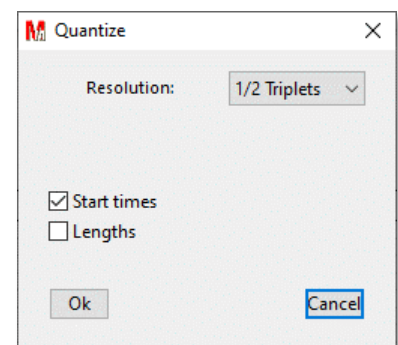 Quantize
Resolution: 1/2 Triplets
Start times
Lengths
Ok Cancel